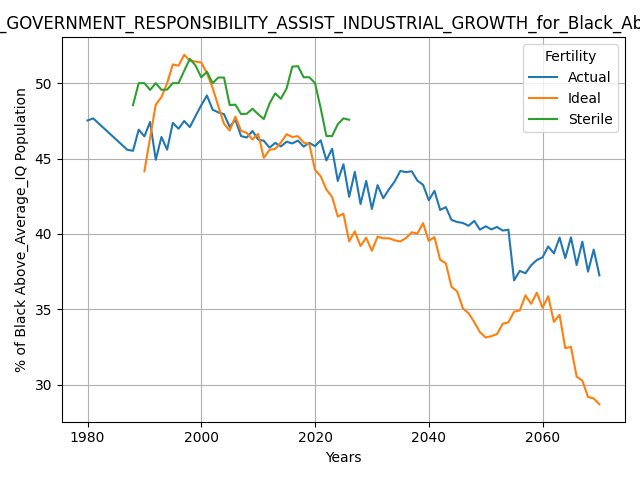 _GOVERNMENT_RESPONSIBILITY_ASSIST_INDUSTRIAL_GROWTH_for_Black_Ab
Fertility
Actual
Ideal
Sterile
% of Black Above_Average_IQ Population
50
45
40
35
30
1980
2000
2020
2040
2060
Years